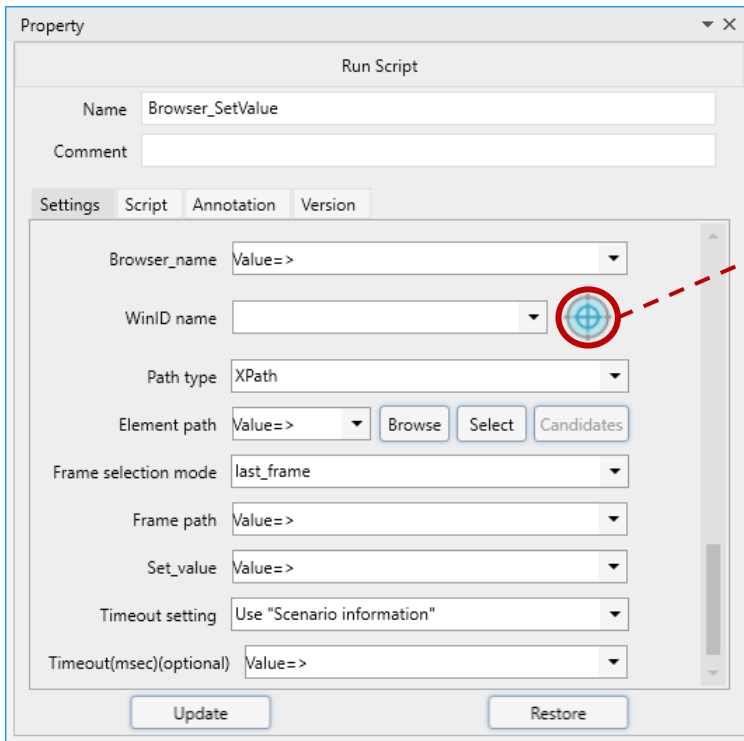 Property
Run Script
Name Browser_SetValue
Comment
Settings Script Annotation Version
Browser_name Value=>
WinID name
Path type XPath
Element path Value=> Browse Select Candidates
Frame selection mode last_frame
Frame path Value=>
Set_value Value=>
Timeout setting Use "Scenario information"
Timeout(msec)(optional) Value=>
Update Restore